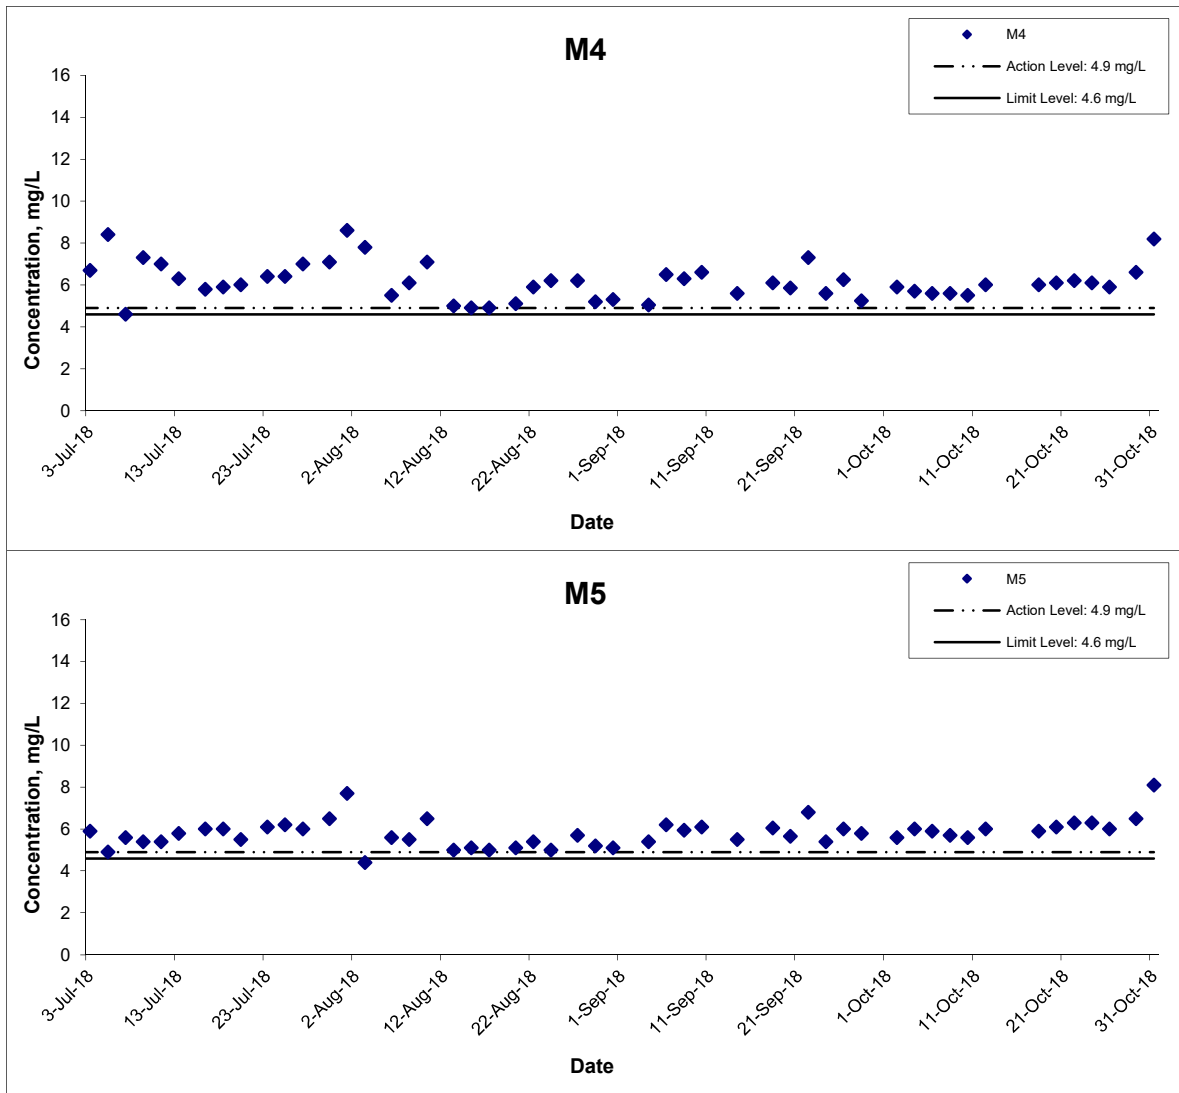 M4
M4
Action Level: 4.9 mg/L
Limit Level: 4.6 mg/L
Concentration, mg/L
16
14
12
10
8
6
4
2
0
3-Jul-18
13-Jul-18
23-Jul-18
2-Aug-18
12-Aug-18
22-Aug-18
1-Sep-18
11-Sep-18
21-Sep-18
1-Oct-18
11-Oct-18
21-Oct-18
31-Oct-18
Date
M5
M5
Action Level: 4.9 mg/L
Limit Level: 4.6 mg/L
Concentration, mg/L
16
14
12
10
8
6
4
2
0
3-Jul-18
13-Jul-18
23-Jul-18
2-Aug-18
12-Aug-18
22-Aug-18
1-Sep-18
11-Sep-18
21-Sep-18
1-Oct-18
11-Oct-18
21-Oct-18
31-Oct-18
Date